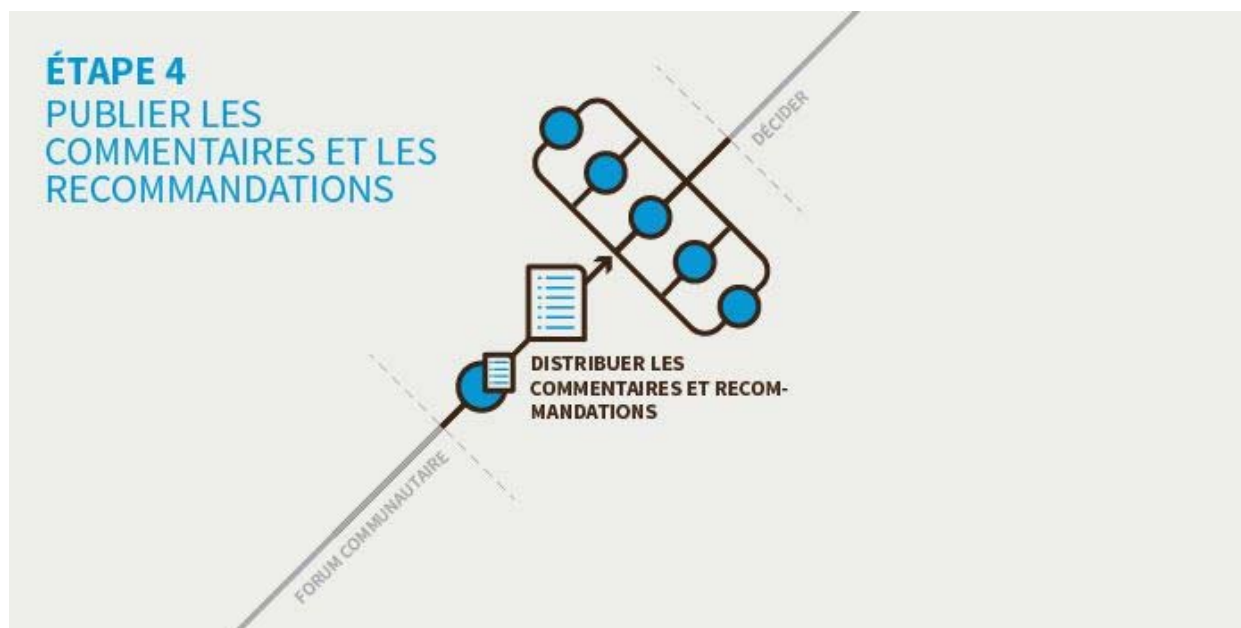 ÉTAPE 4
PUBLIER LES
COMMENTAIRES ET LES
RECOMMANDATIONS
DÉCIDER
DISTRIBUER LES
COMMENTAIRES ET RECOM-
MANDATIONS
FORUM COMMUNAUTAIRE